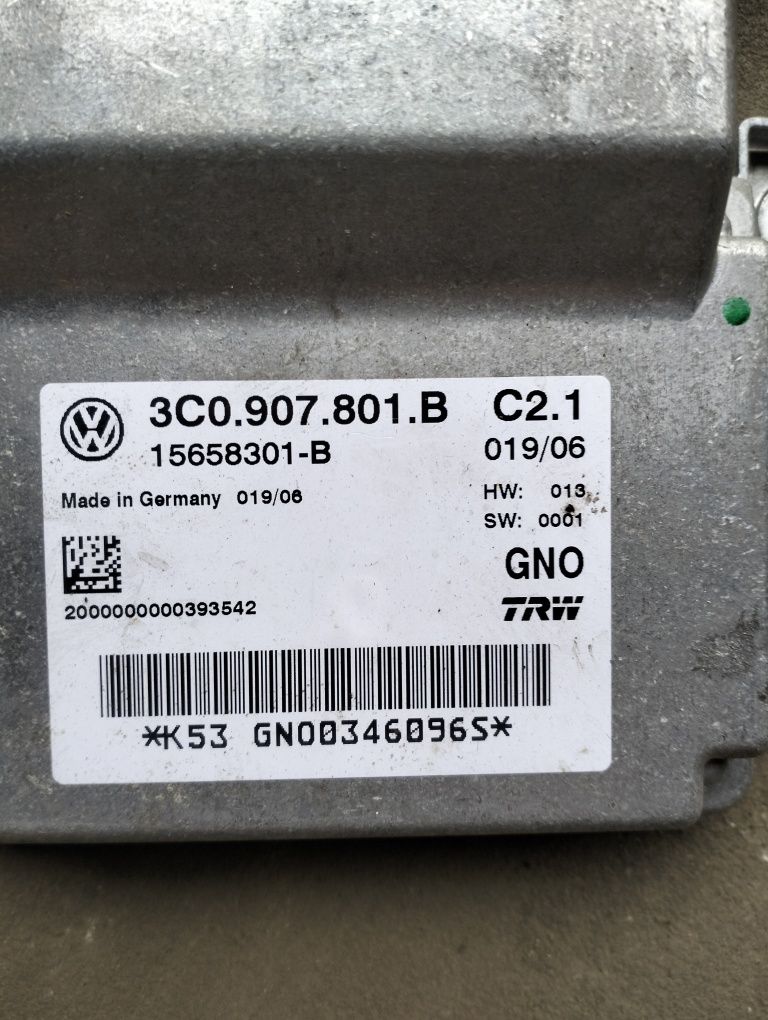 3C0.907.801.B C2.1
15658301-B 019/06
Made in Germany 019/06 HW: 013
SW: 0001
GNO
2000000000393542 TRW
*K53 GNO0346096S*